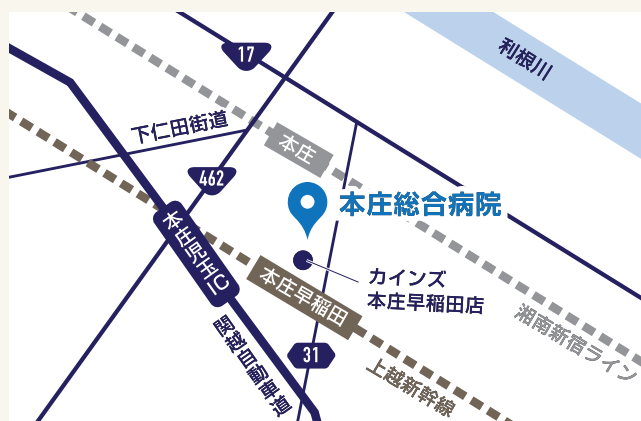 17
利根川
下仁田街道
本庄
462
本庄総合病院
本庄児玉IC
カインズ
本庄早稲田店
本庄早稲田
湘南新宿ライン
関越自動車道
31
上越新幹線